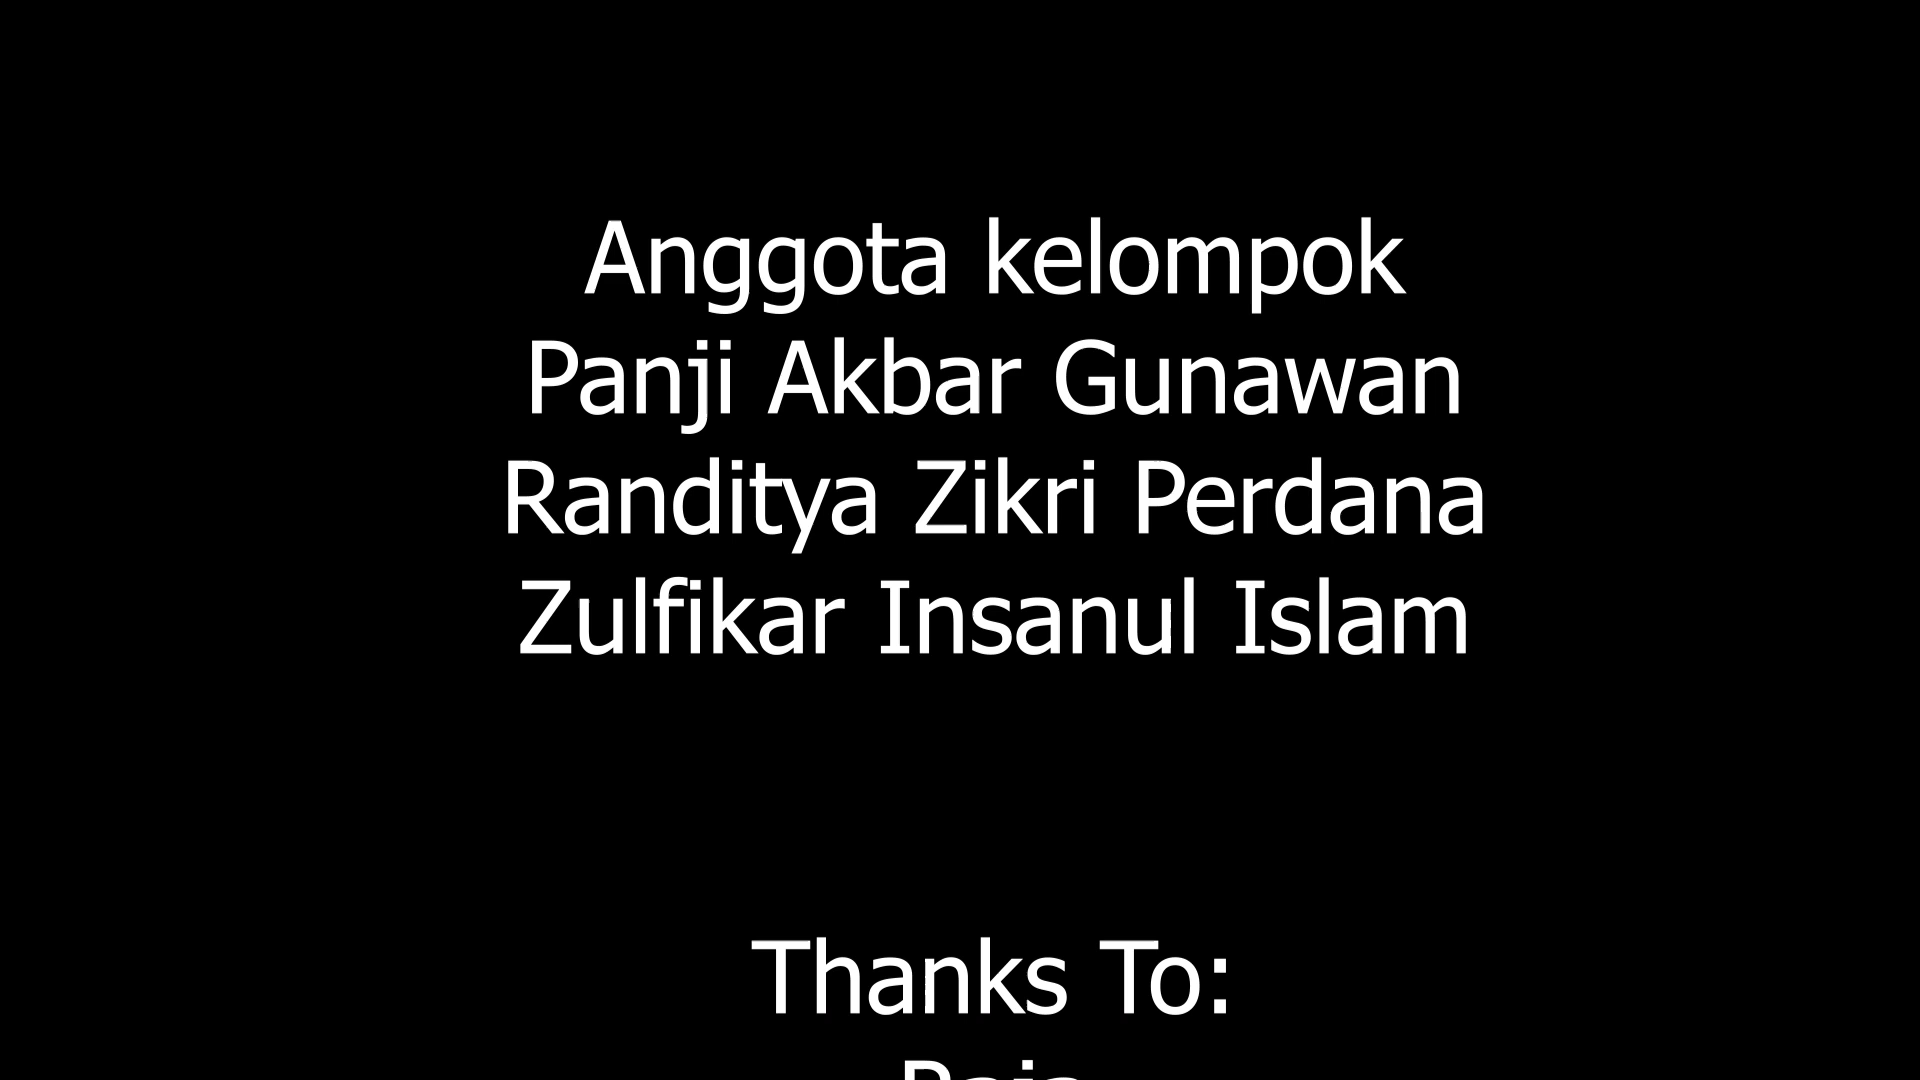 Anggota kelompok
Panji Akbar Gunawan
Randitya Zikri Perdana
Zulfikar Insanul Islam
Thanks To: